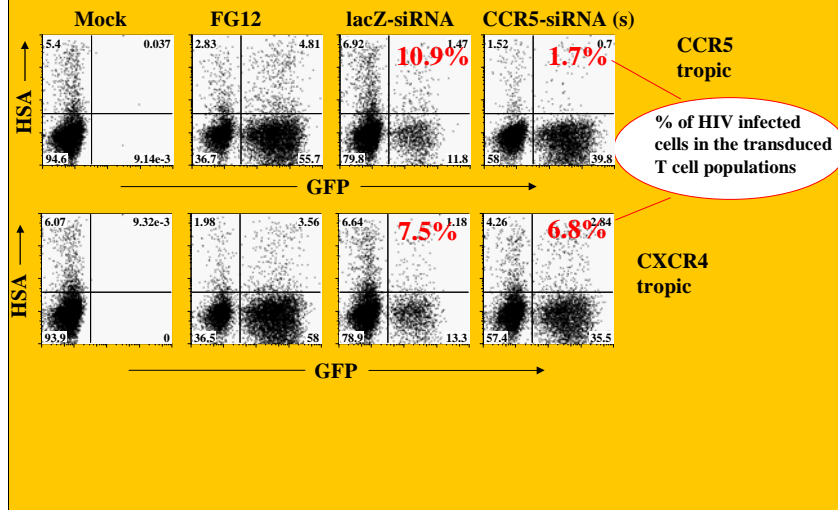 Mock FG12 lacZ-siRNA CCR5-siRNA (s)
5.4 0.037 2.83 4.81 6.92 1.47 1.52 0.7
10.9% 1.7%
CCR5
tropic
HSA
94.6 9.14e-3 36.7 55.7 79.8 11.8 58 39.8
% of HIV infected
cells in the transduced
T cell populations
GFP
6.07 9.32e-3 1.98 3.56 6.64 1.18 4.26 2.84
7.5% 6.8%
CXCR4
tropic
HSA
93.9 0 36.5 58 78.9 13.3 57.4 35.5
GFP